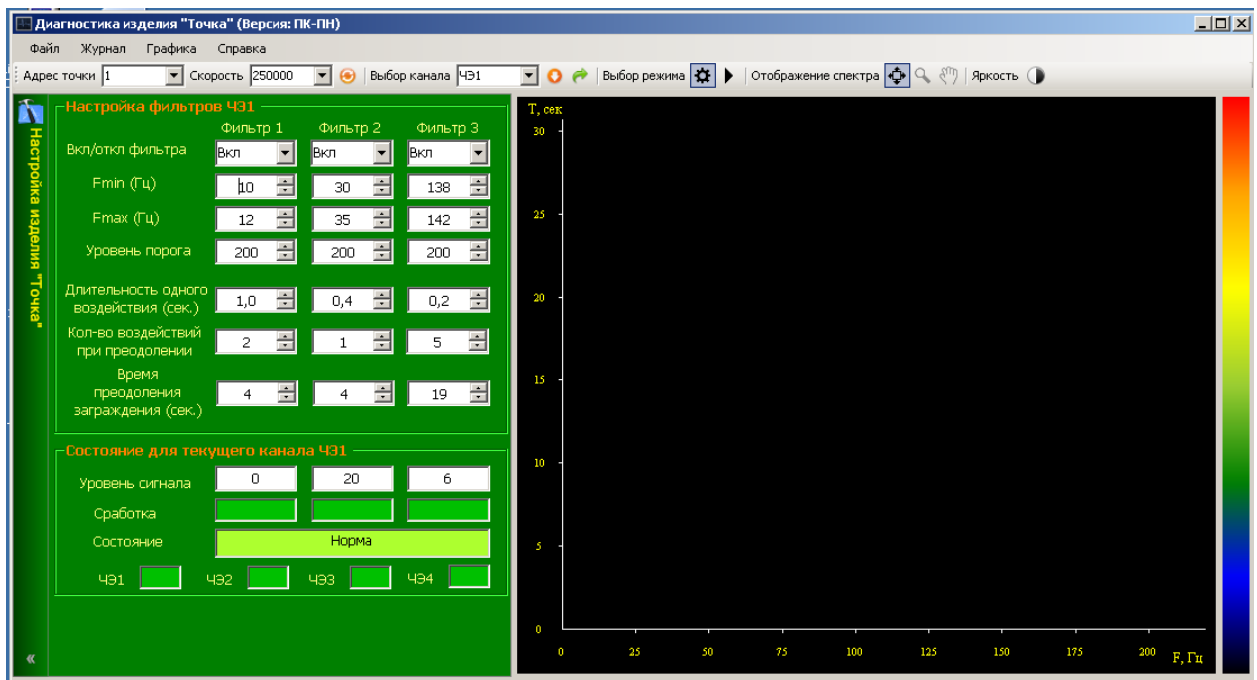 Диагностика изделия "Точка" (Версия: ПК-ПН)
Файл Журнал Графика Справка
Адрес точки 1 Скорость 250000 Выбор канала ЧЭ1 Выбор режима Отображение спектра Яркость
Настройка изделия "Точка"
«
Настройка фильтров ЧЭ1
Фильтр 1 Фильтр 2 Фильтр 3
Вкл/откл фильтра Вкл Вкл Вкл
Fmin (Гц) 10 30 138
Fmax (Гц) 12 35 142
Уровень порога 200 200 200
Длительность одного
воздействия (сек.) 1,0 0,4 0,2
Кол-во воздействий
при преодолении 2 1 5
Время
преодоления
заграждения (сек.) 4 4 19
Состояние для текущего канала ЧЭ1
Уровень сигнала 0 20 6
Сработка
Состояние Норма
ЧЭ1 ЧЭ2 ЧЭ3 ЧЭ4
T, сек
30
25
20
15
10
5
0
0 25 50 75 100 125 150 175 200 F, Гц